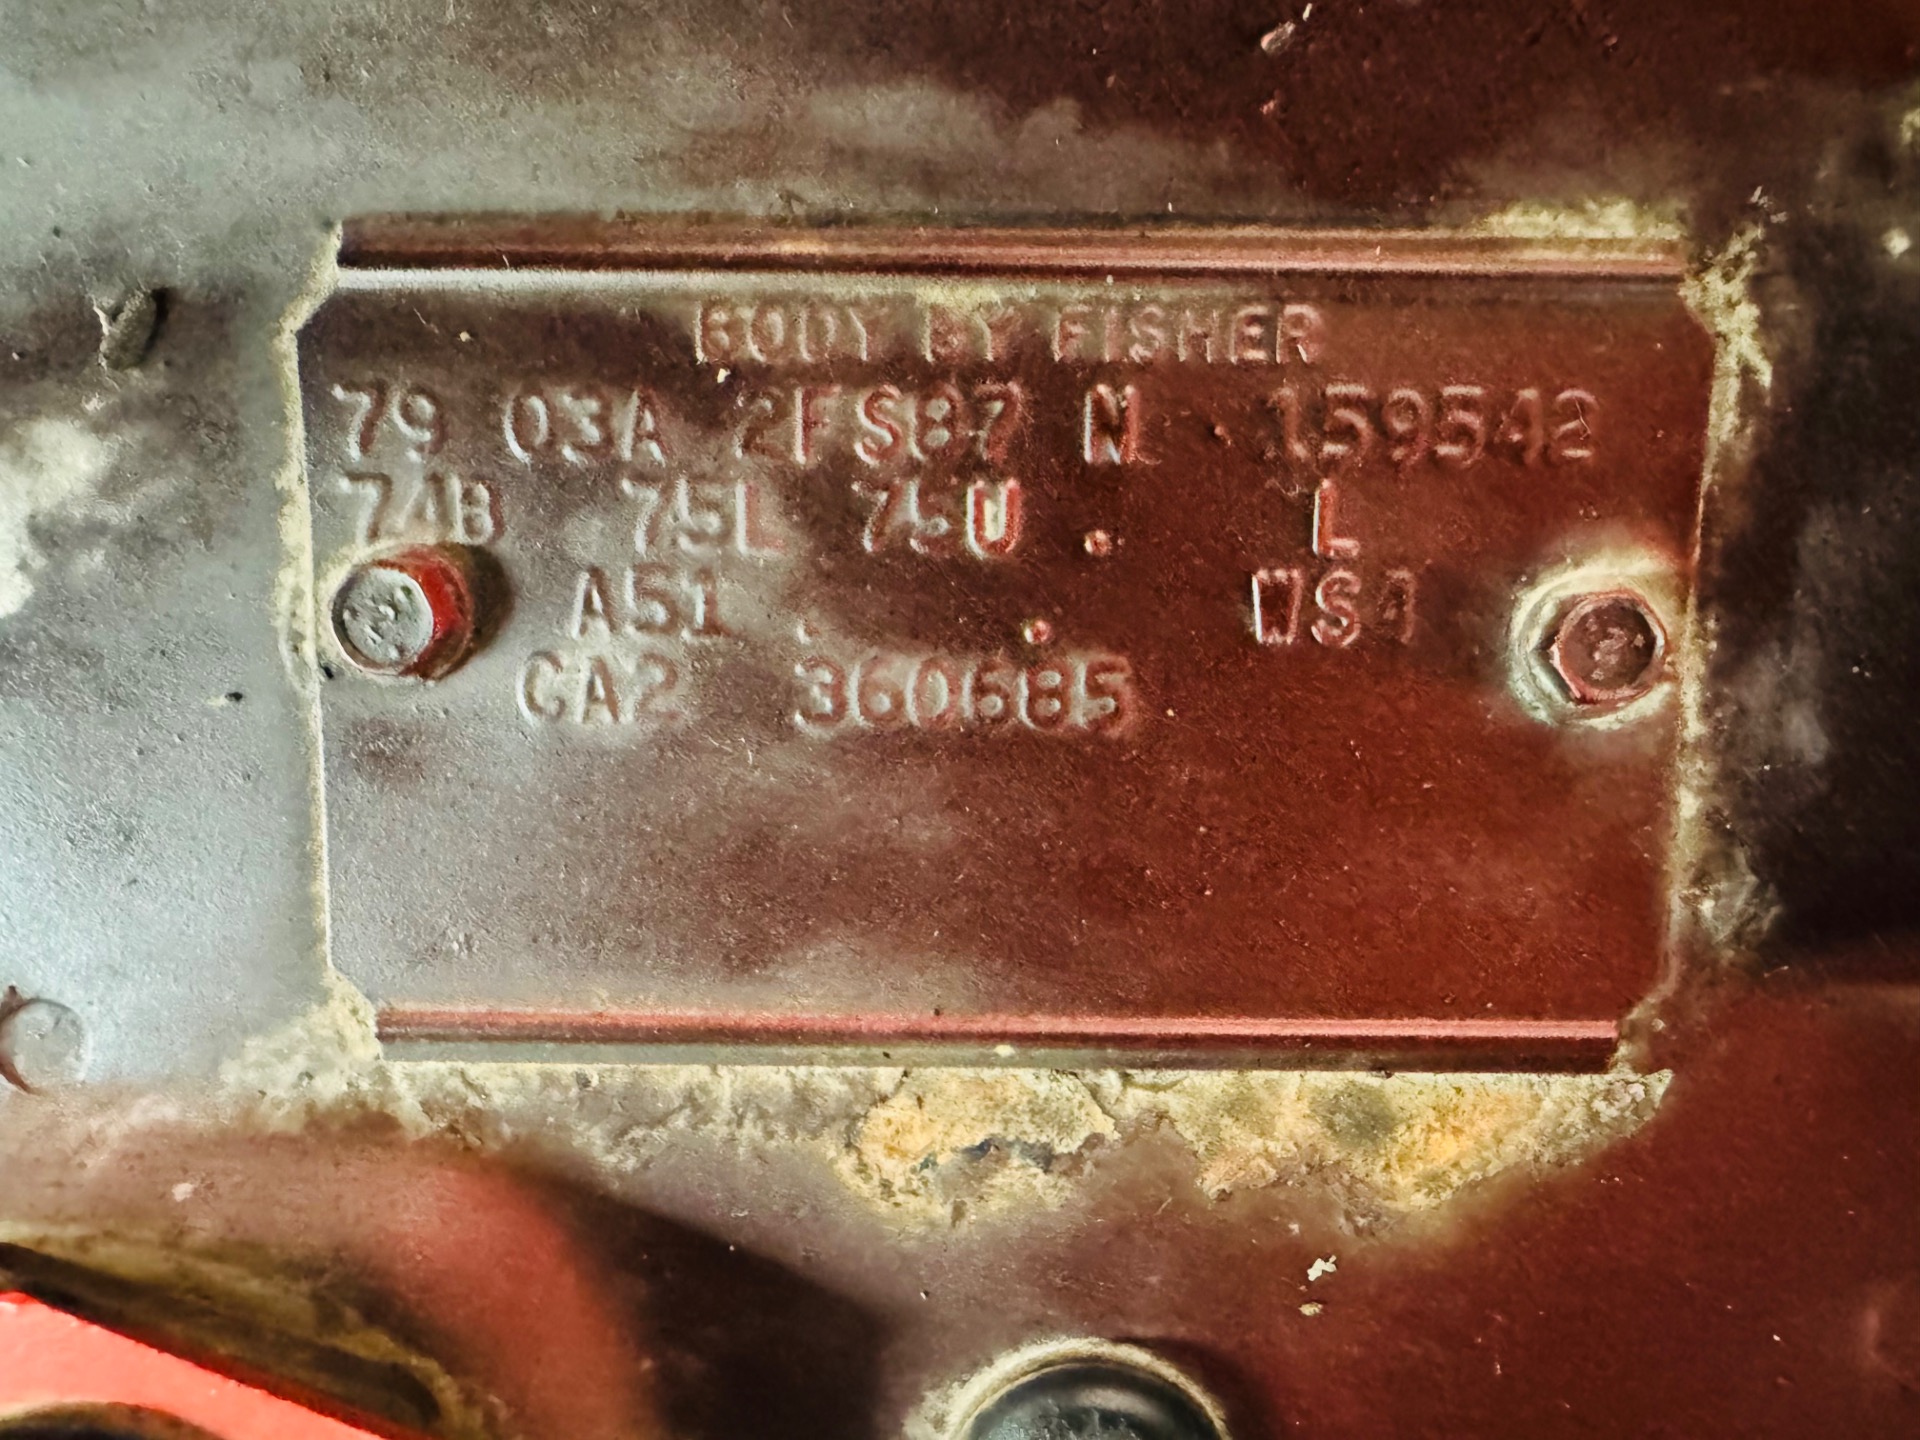 BODY BY FISHER
79 03A 2FS87 N 159542
74B 75L 75U L
A51 WS4
CA2 360685